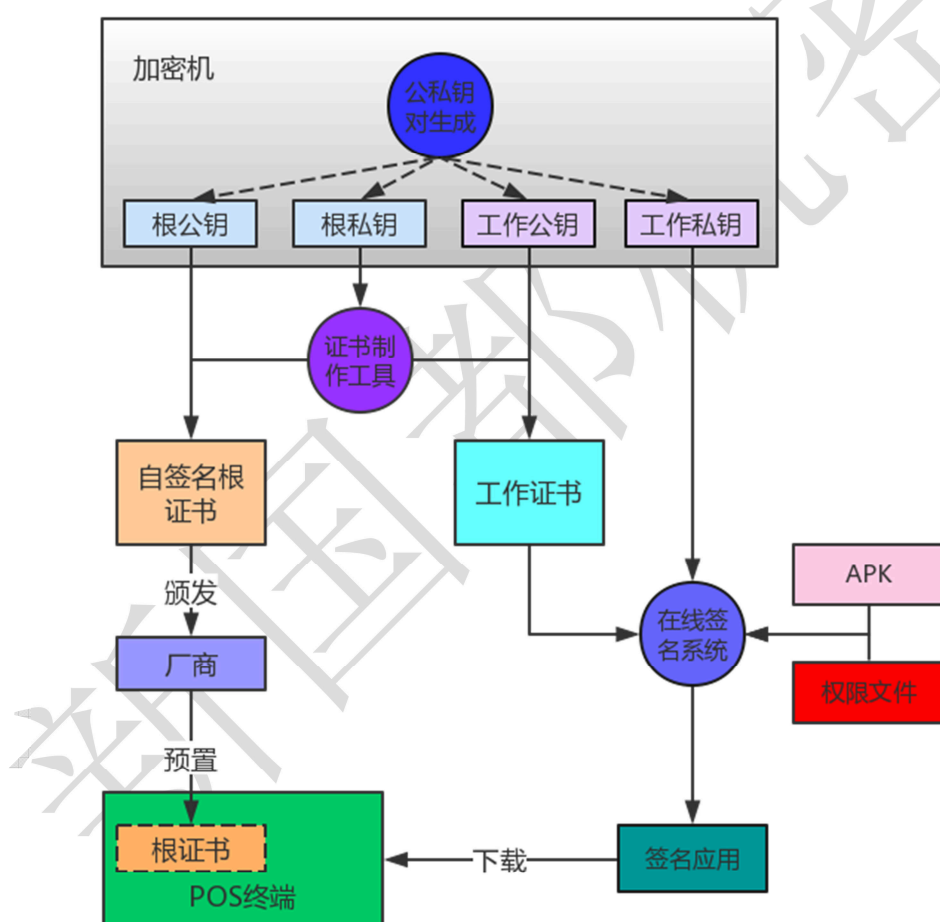 加密机
公私钥
对生成
根公钥
根私钥
工作公钥
工作私钥
证书制
作工具
自签名根
证书
工作证书
APK
颁发
在线签
名系统
厂商
权限文件
预置
根证书
下载
签名应用
POS终端
新国都